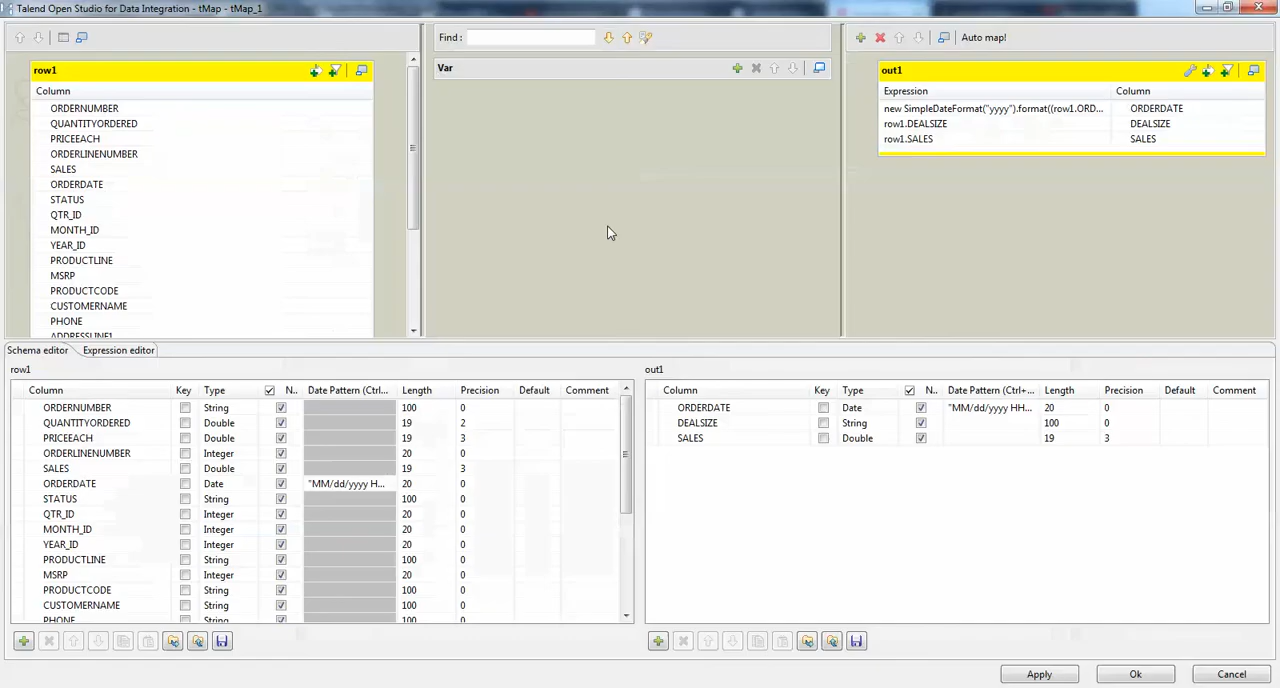 Talend Open Studio for Data Integration - tMap - tMap_1
Find :
Auto map!
row1
Column
ORDERNUMBER
QUANTITYORDERED
PRICEEACH
ORDERLINENUMBER
SALES
ORDERDATE
STATUS
QTR_ID
MONTH_ID
YEAR_ID
PRODUCTLINE
MSRP
PRODUCTCODE
CUSTOMERNAME
PHONE
ADDRESSLINE1
Var
out1
Expression Column
new SimpleDateFormat("yyyy").format((row1.ORD... ORDERDATE
row1.DEALSIZE DEALSIZE
row1.SALES SALES
Schema editor Expression editor
row1
Column Key Type N.. Date Pattern (Ctrl... Length Precision Default Comment
ORDERNUMBER String 100 0
QUANTITYORDERED Double 19 2
PRICEEACH Double 19 3
ORDERLINENUMBER Integer 20 0
SALES Double 19 3
ORDERDATE Date "MM/dd/yyyy H... 20 0
STATUS String 100 0
QTR_ID Integer 20 0
MONTH_ID Integer 20 0
YEAR_ID Integer 20 0
PRODUCTLINE String 100 0
MSRP Integer 20 0
PRODUCTCODE String 100 0
CUSTOMERNAME String 100 0
PHONE String 100 0
out1
Column Key Type N.. Date Pattern (Ctrl+... Length Precision Default Comment
ORDERDATE Date "MM/dd/yyyy HH... 20 0
DEALSIZE String 100 0
SALES Double 19 3
Apply Ok Cancel